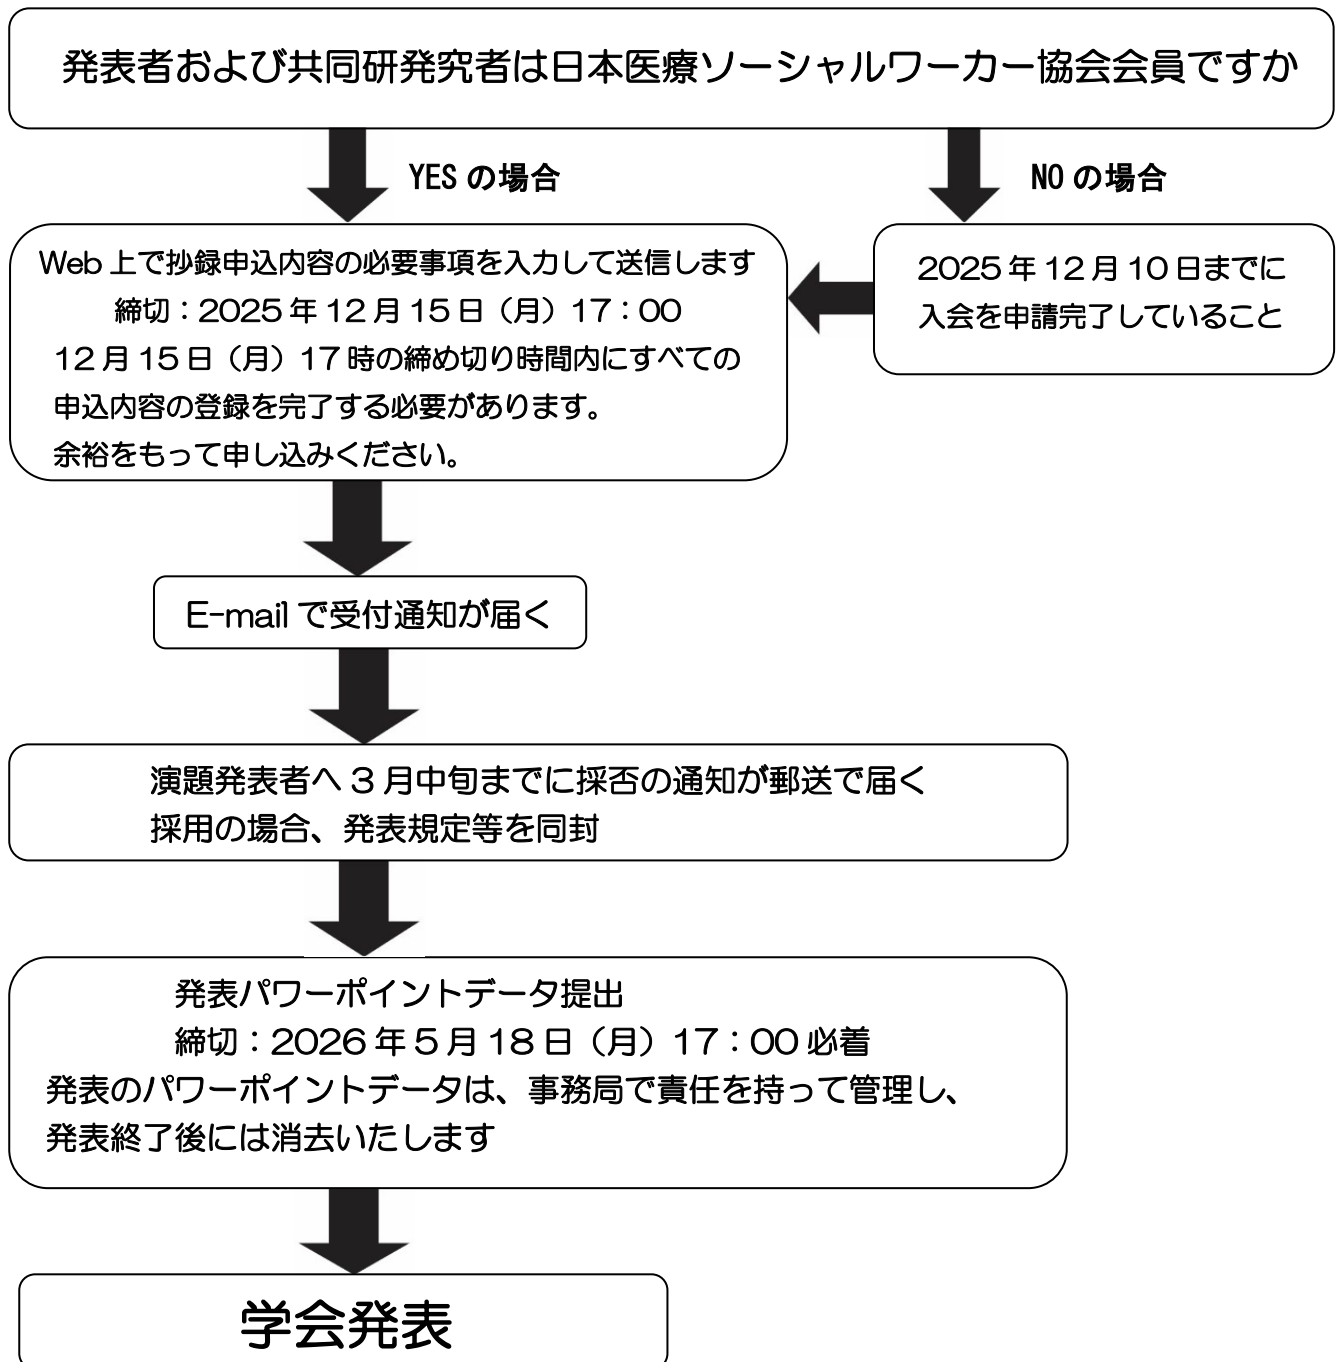 発表者および共同研発究者は日本医療ソーシャルワーカー協会会員ですか
YES の場合
NO の場合
Web 上で抄録申込内容の必要事項を入力して送信します
締切：2025 年 12 月 15 日（月）17：00
12 月 15 日（月）17 時の締め切り時間内にすべての
申込内容の登録を完了する必要があります。
余裕をもって申し込みください。
2025 年 12 月 10 日までに
入会を申請完了していること
E-mail で受付通知が届く
演題発表者へ 3 月中旬までに採否の通知が郵送で届く
採用の場合、発表規定等を同封
発表パワーポイントデータ提出
締切：2026 年 5 月 18 日（月）17：00 必着
発表のパワーポイントデータは、事務局で責任を持って管理し、
発表終了後には消去いたします
学会発表